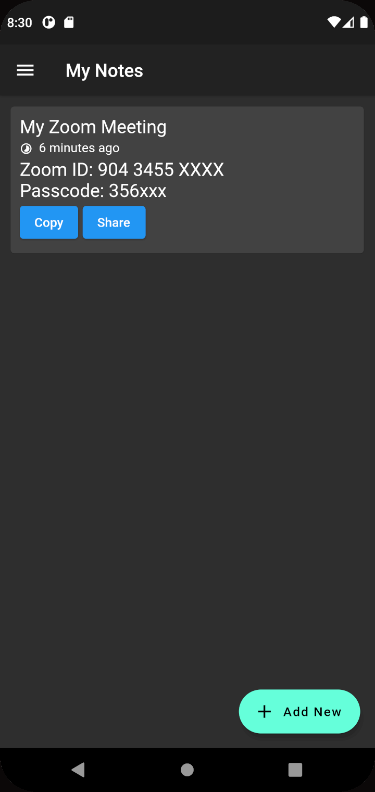 8:30
My Notes
My Zoom Meeting
6 minutes ago
Zoom ID: 904 3455 XXXX
Passcode: 356xxx
Copy Share
Add New